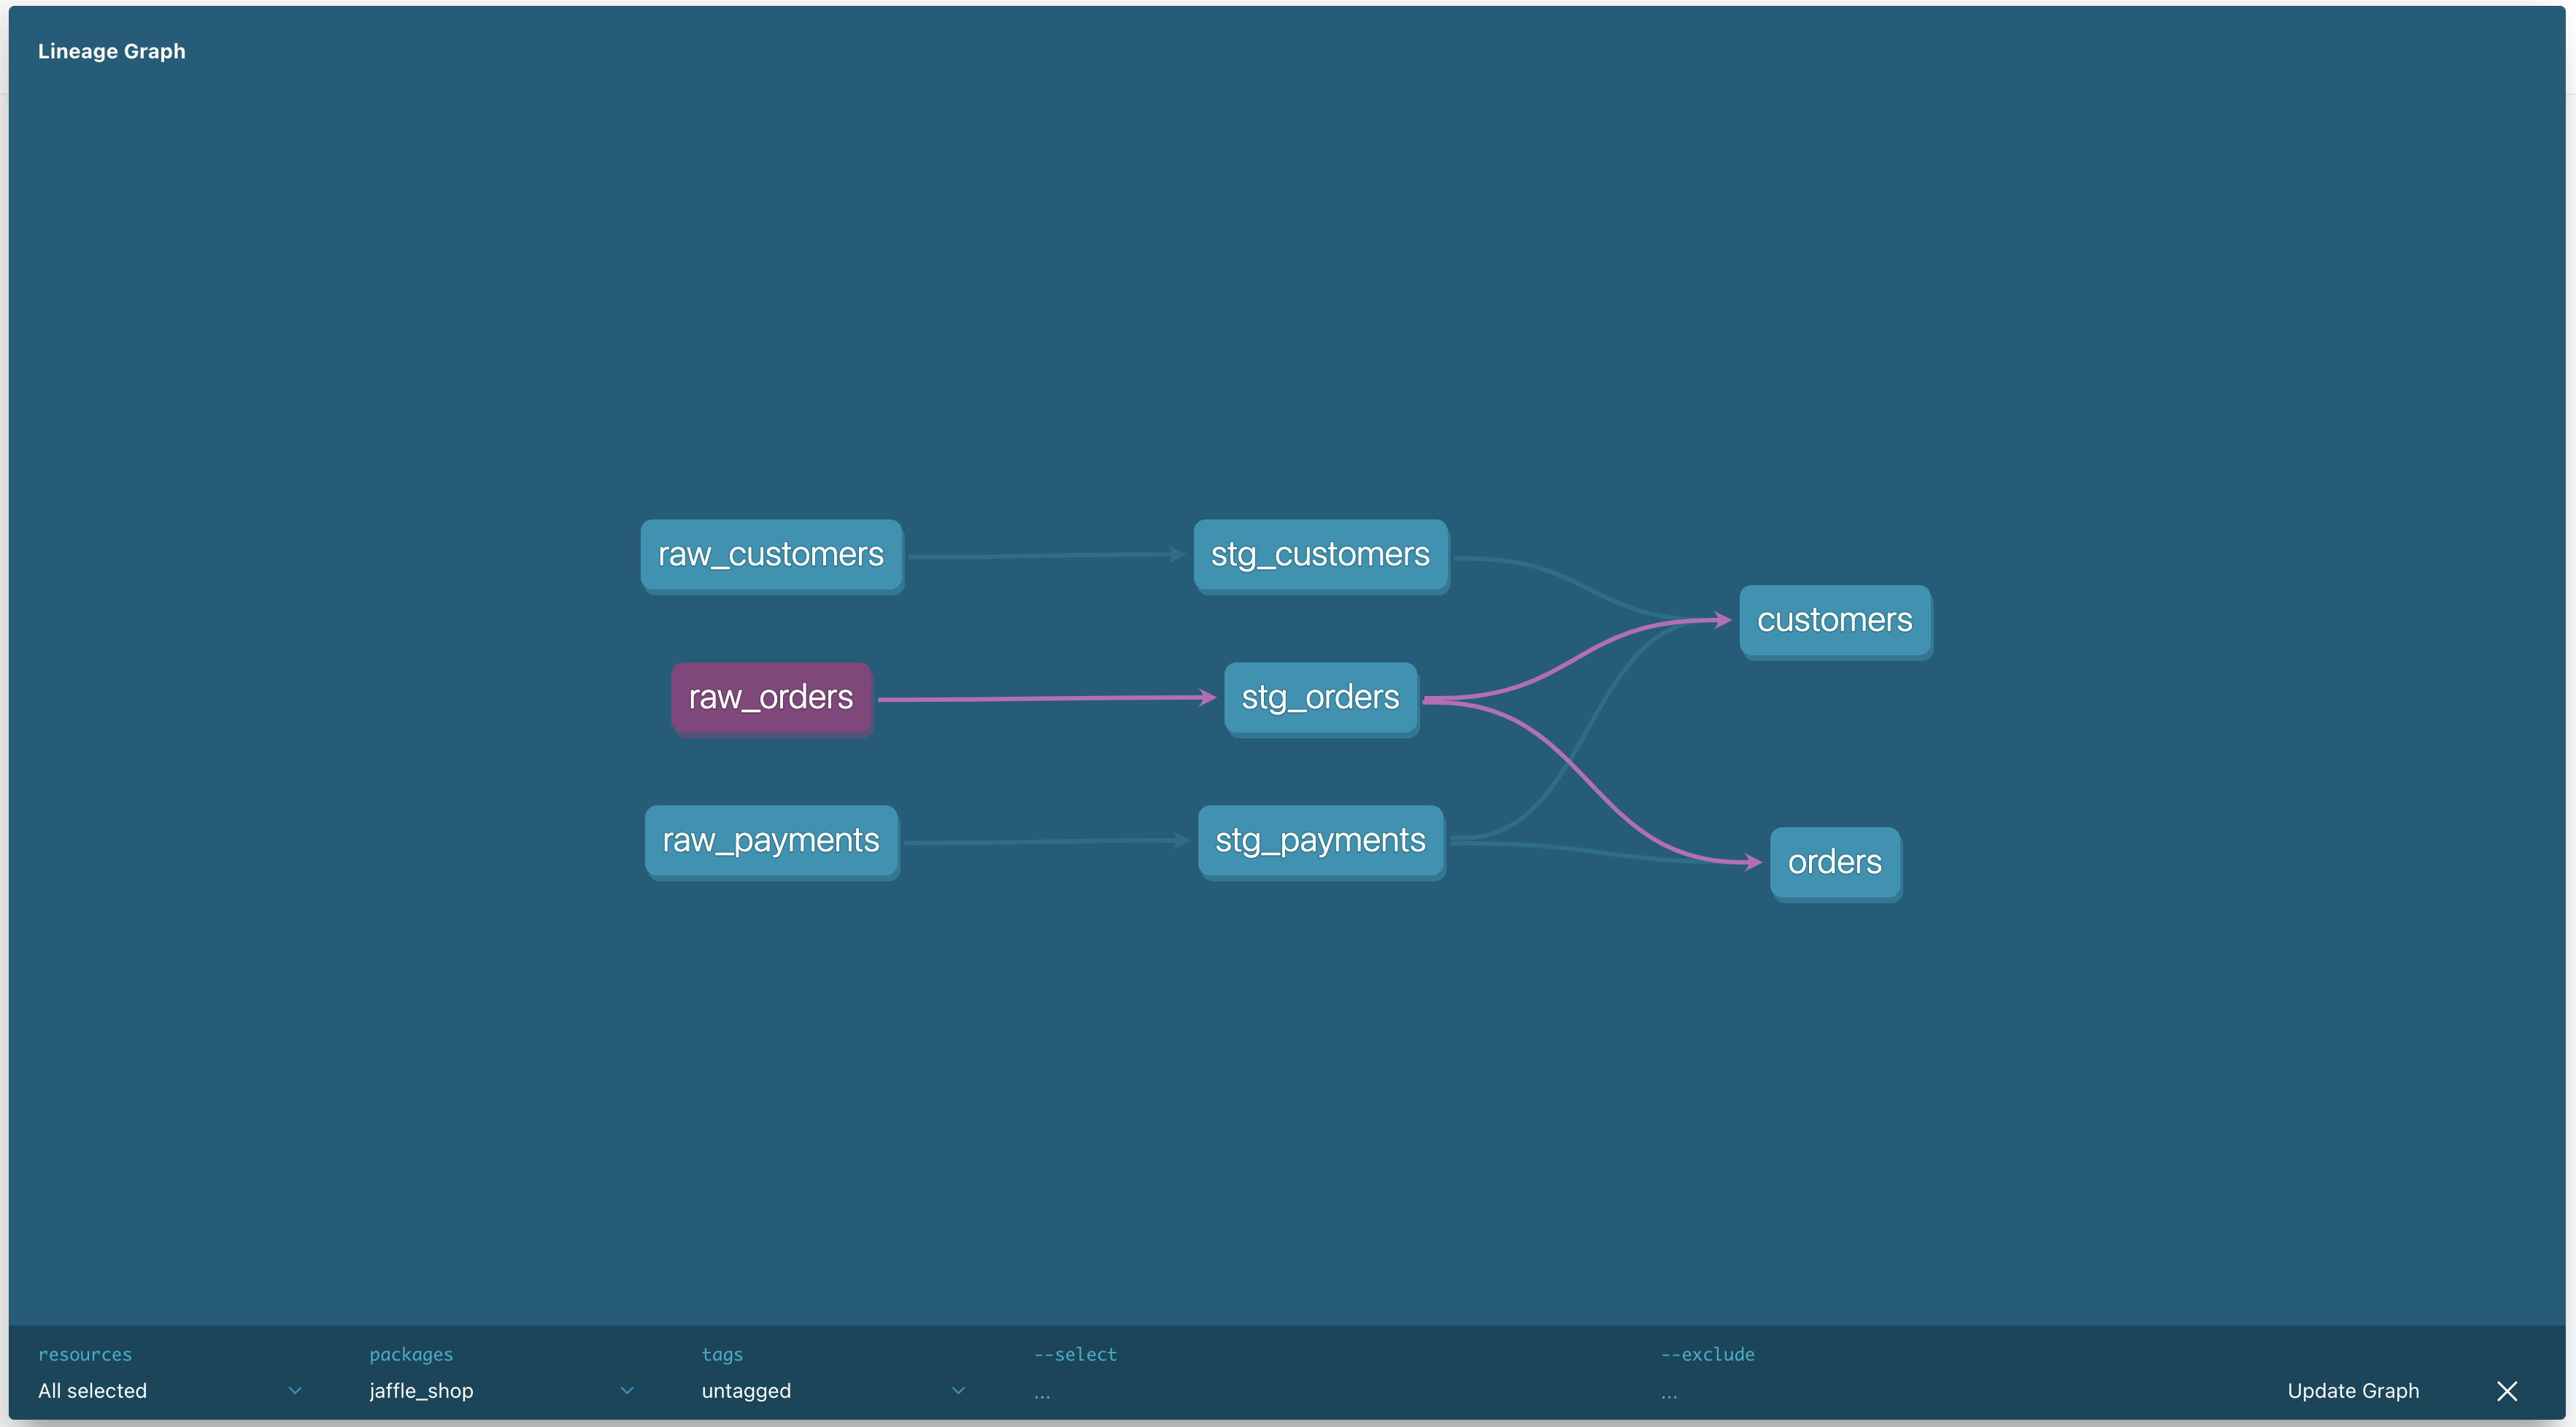 Lineage Graph
raw_customers
stg_customers
customers
raw_orders
stg_orders
raw_payments
stg_payments
orders
resources
packages
tags
--select
--exclude
All selected
jaffle_shop
untagged
...
...
Update Graph